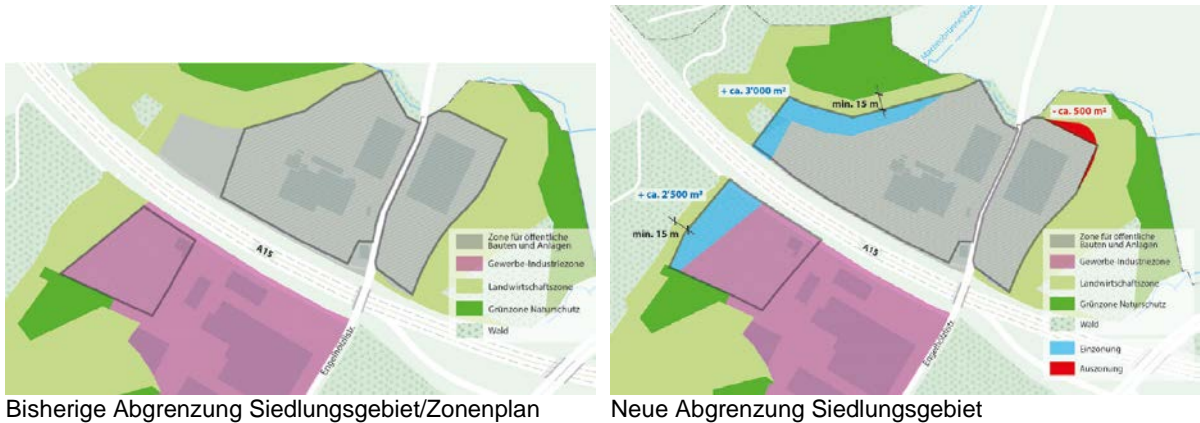 A15
Engelhölzlistr.
Zone für öffentliche
Bauten und Anlagen
Gewerbe-Industriezone
Landwirtschaftszone
Grünzone Naturschutz
Wald
Bisherige Abgrenzung Siedlungsgebiet/Zonenplan
+ ca. 3'000 m²
min. 15 m
- ca. 500 m²
+ ca. 2'500 m²
min. 15 m
A15
Engelhölzlistr.
Zone für öffentliche
Bauten und Anlagen
Gewerbe-Industriezone
Landwirtschaftszone
Grünzone Naturschutz
Wald
Einzonung
Auszonung
Neue Abgrenzung Siedlungsgebiet